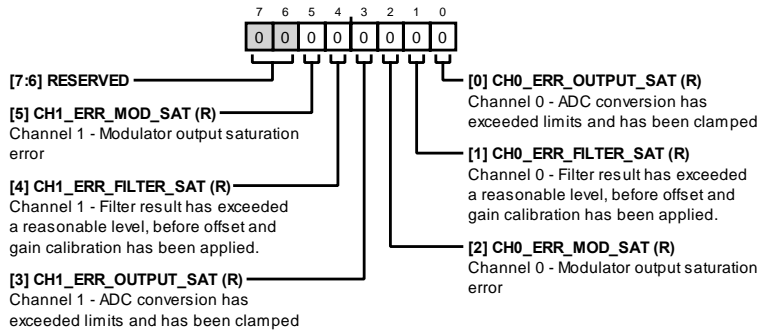 7 6 5 4 3 2 1 0
0 0 0 0 0 0 0 0
[7:6] RESERVED
[5] CH1_ERR_MOD_SAT (R)
Channel 1 - Modulator output saturation
error
[4] CH1_ERR_FILTER_SAT (R)
Channel 1 - Filter result has exceeded
a reasonable level, before offset and
gain calibration has been applied.
[3] CH1_ERR_OUTPUT_SAT (R)
Channel 1 - ADC conversion has
exceeded limits and has been clamped
[0] CH0_ERR_OUTPUT_SAT (R)
Channel 0 - ADC conversion has
exceeded limits and has been clamped
[1] CH0_ERR_FILTER_SAT (R)
Channel 0 - Filter result has exceeded
a reasonable level, before offset and
gain calibration has been applied.
[2] CH0_ERR_MOD_SAT (R)
Channel 0 - Modulator output saturation
error